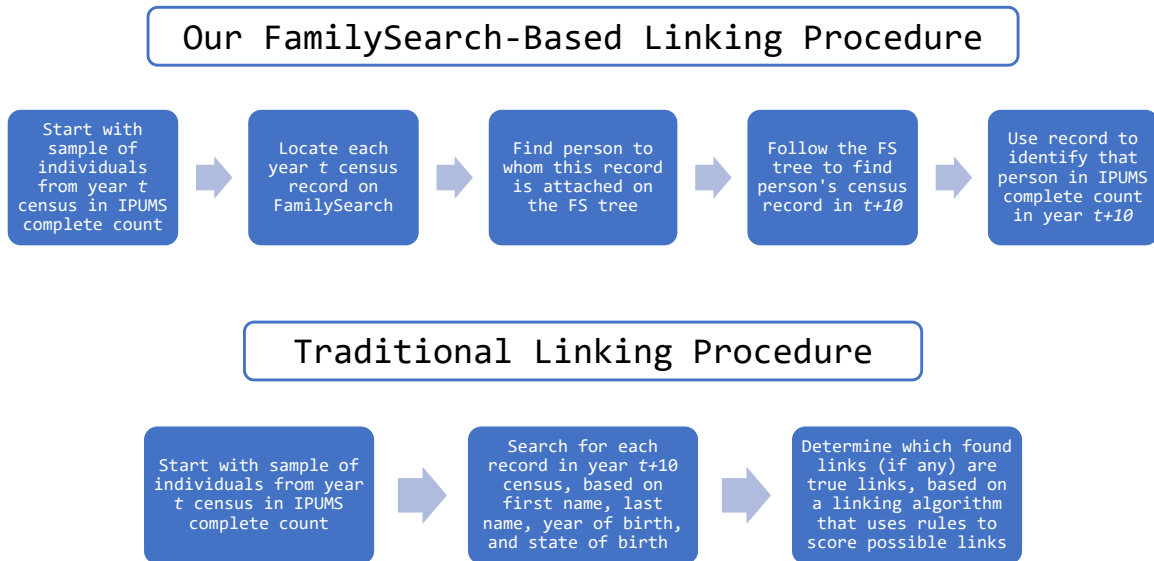 Our FamilySearch-Based Linking Procedure
Start with
sample of
individuals
from year t
census in IPUMS
complete count
Locate each
year t census
record on
FamilySearch
Find person to
whom this record
is attached on
the FS tree
Follow the FS
tree to find
person's census
record in t+10
Use record to
identify that
person in IPUMS
complete count
in year t+10
Traditional Linking Procedure
Start with sample of
individuals from year
t census in IPUMS
complete count
Search for each
record in year t+10
census, based on
first name, last
name, year of birth,
and state of birth
Determine which found
links (if any) are
true links, based on
a linking algorithm
that uses rules to
score possible links